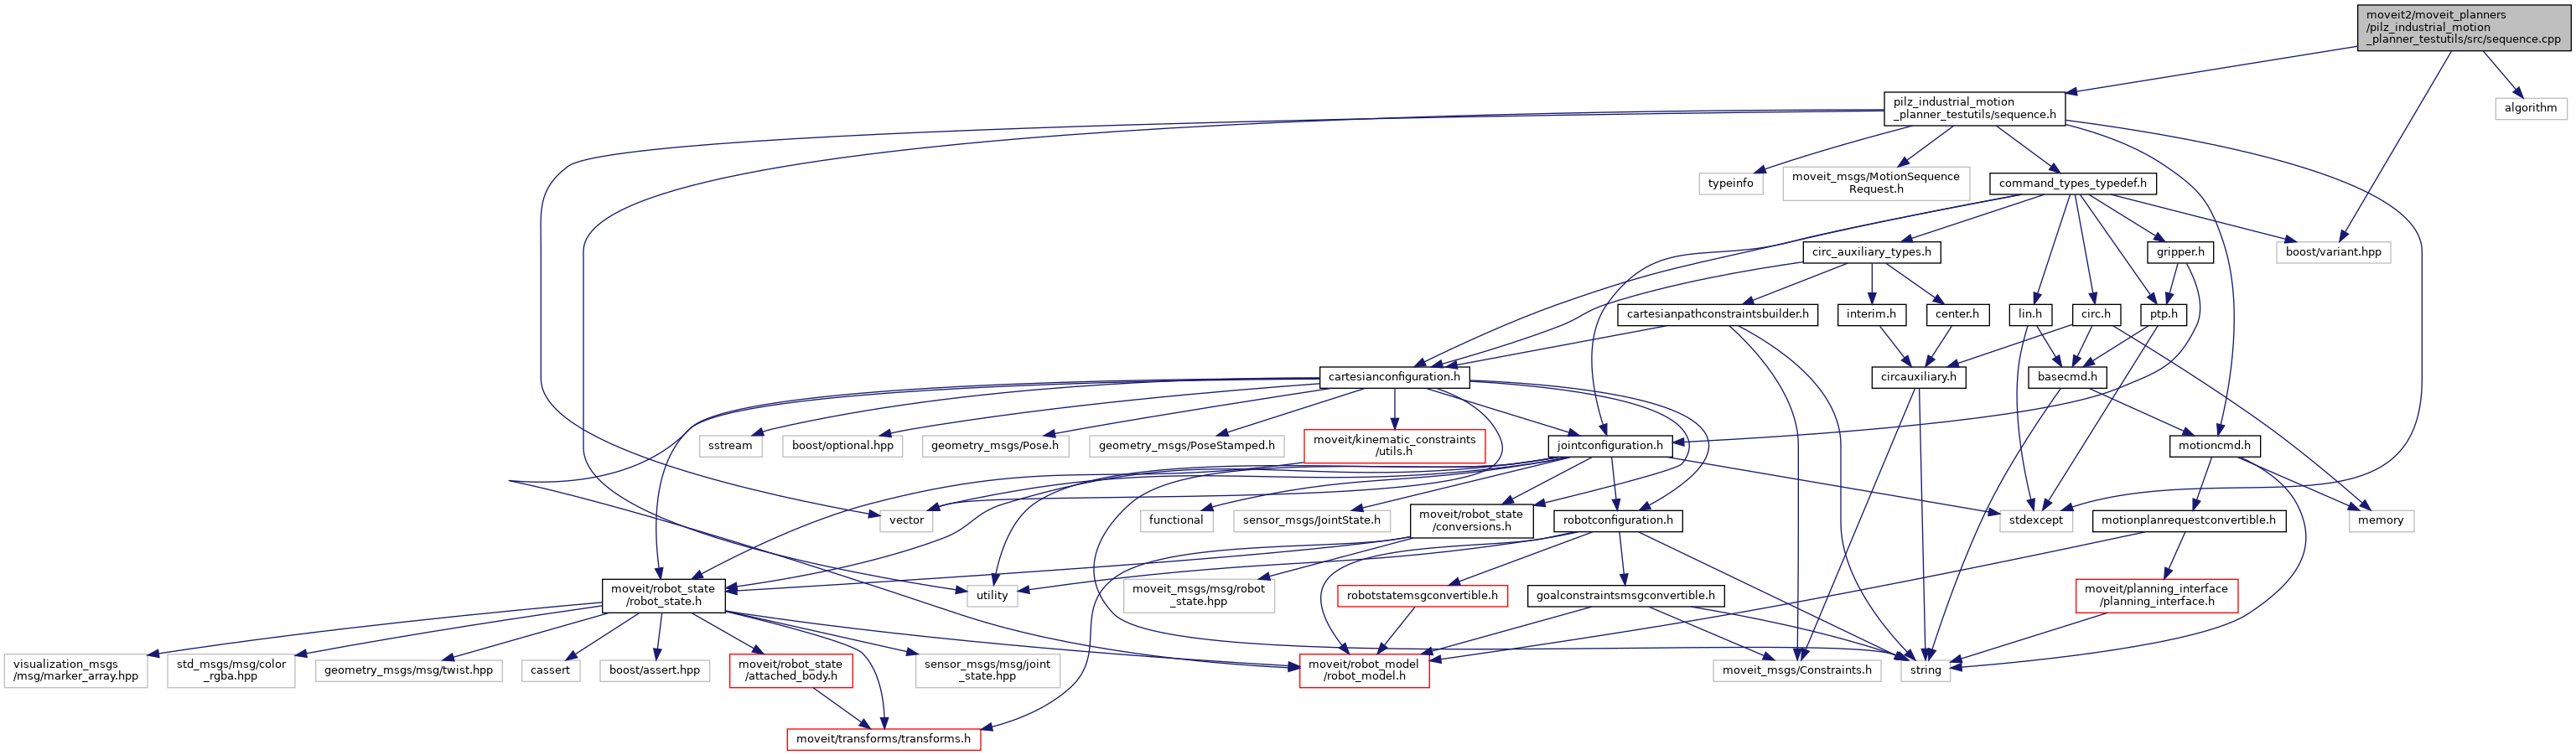 moveit2/moveit_planners
/pilz_industrial_motion
_planner_testutils/src/sequence.cpp
pilz_industrial_motion
_planner_testutils/sequence.h
algorithm
typeinfo
moveit_msgs/MotionSequence
Request.h
command_types_typedef.h
circ_auxiliary_types.h
gripper.h
boost/variant.hpp
cartesianpathconstraintsbuilder.h
interim.h
center.h
lin.h
circ.h
ptp.h
cartesianconfiguration.h
circauxiliary.h
basecmd.h
sstream
boost/optional.hpp
geometry_msgs/Pose.h
geometry_msgs/PoseStamped.h
moveit/kinematic_constraints
/utils.h
jointconfiguration.h
motioncmd.h
vector
functional
sensor_msgs/JointState.h
moveit/robot_state
/conversions.h
robotconfiguration.h
stdexcept
motionplanrequestconvertible.h
memory
moveit/robot_state
/robot_state.h
utility
moveit_msgs/msg/robot
_state.hpp
robotstatemsgconvertible.h
goalconstraintsmsgconvertible.h
moveit/planning_interface
/planning_interface.h
visualization_msgs
/msg/marker_array.hpp
std_msgs/msg/color
_rgba.hpp
geometry_msgs/msg/twist.hpp
cassert
boost/assert.hpp
moveit/robot_state
/attached_body.h
sensor_msgs/msg/joint
_state.hpp
moveit/robot_model
/robot_model.h
moveit_msgs/Constraints.h
string
moveit/transforms/transforms.h